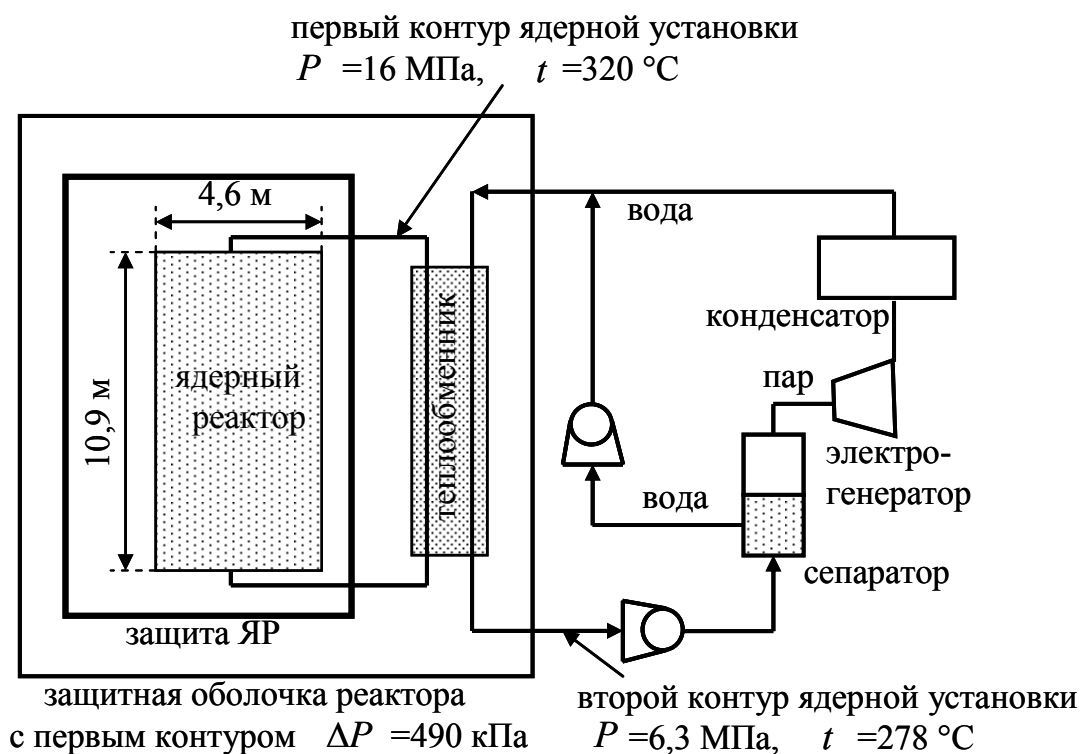 первый контур ядерной установки
P =16 МПа, t =320 °C
4,6 м
вода
конденсатор
теплообменник
ядерный
реактор
10,9 м
пар
электро-
генератор
вода
сепаратор
защита ЯР
защитная оболочка реактора
с первым контуром ΔP =490 кПа
второй контур ядерной установки
P =6,3 МПа, t =278 °C